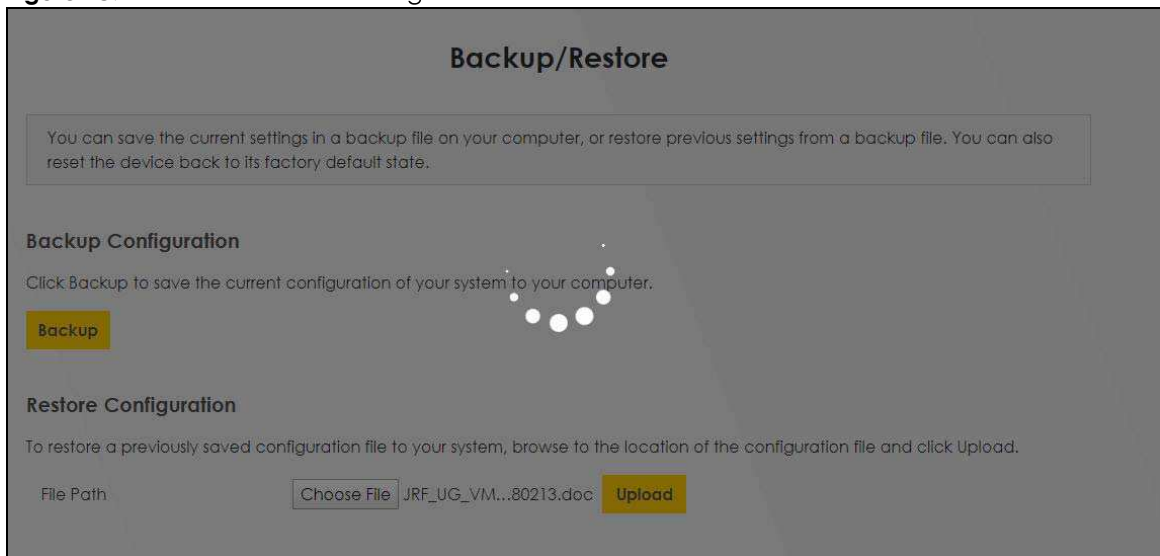 Backup/Restore
You can save the current settings in a backup file on your computer, or restore previous settings from a backup file. You can also
reset the device back to its factory default state.
Backup Configuration
Click Backup to save the current configuration of your system to your computer.
Backup
Restore Configuration
To restore a previously saved configuration file to your system, browse to the location of the configuration file and click Upload.
File Path Choose File JRF_UG_VM...80213.doc Upload